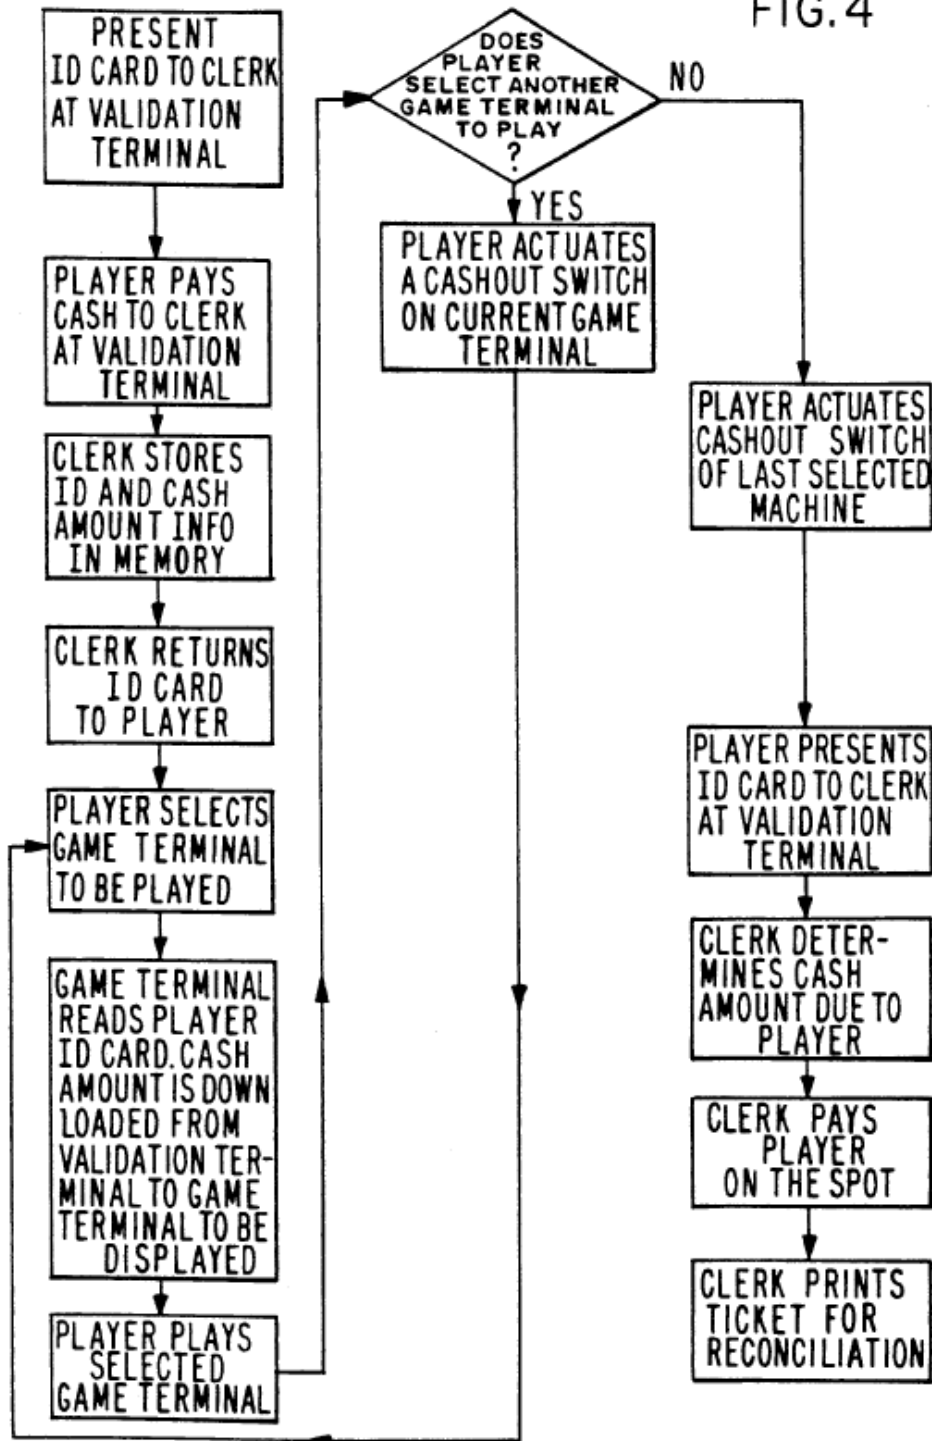 FIG. 4
PRESENT
ID CARD TO CLERK
AT VALIDATION
TERMINAL
PLAYER PAYS
CASH TO CLERK
AT VALIDATION
TERMINAL
CLERK STORES
ID AND CASH
AMOUNT INFO
IN MEMORY
CLERK RETURNS
ID CARD
TO PLAYER
PLAYER SELECTS
GAME TERMINAL
TO BE PLAYED
GAME TERMINAL
READS PLAYER
ID CARD. CASH
AMOUNT IS DOWN
LOADED FROM
VALIDATION TER-
MINAL TO GAME
TERMINAL TO BE
DISPLAYED
PLAYER PLAYS
SELECTED
GAME TERMINAL
DOES
PLAYER
SELECT ANOTHER
GAME TERMINAL
TO PLAY
?
YES
PLAYER ACTUATES
A CASHOUT SWITCH
ON CURRENT GAME
TERMINAL
NO
PLAYER ACTUATES
CASHOUT SWITCH
OF LAST SELECTED
MACHINE
PLAYER PRESENTS
ID CARD TO CLERK
AT VALIDATION
TERMINAL
CLERK DETER-
MINES CASH
AMOUNT DUE TO
PLAYER
CLERK PAYS
PLAYER
ON THE SPOT
CLERK PRINTS
TICKET FOR
RECONCILIATION